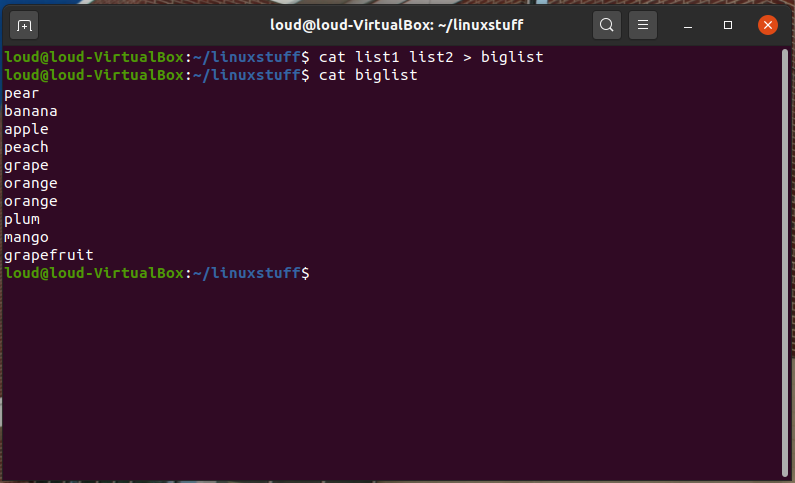 loud@loud-VirtualBox: ~/linuxstuff
loud@loud-VirtualBox:~/linuxstuff$ cat list1 list2 > biglist
loud@loud-VirtualBox:~/linuxstuff$ cat biglist
pear
banana
apple
peach
grape
orange
orange
plum
mango
grapefruit
loud@loud-VirtualBox:~/linuxstuff$